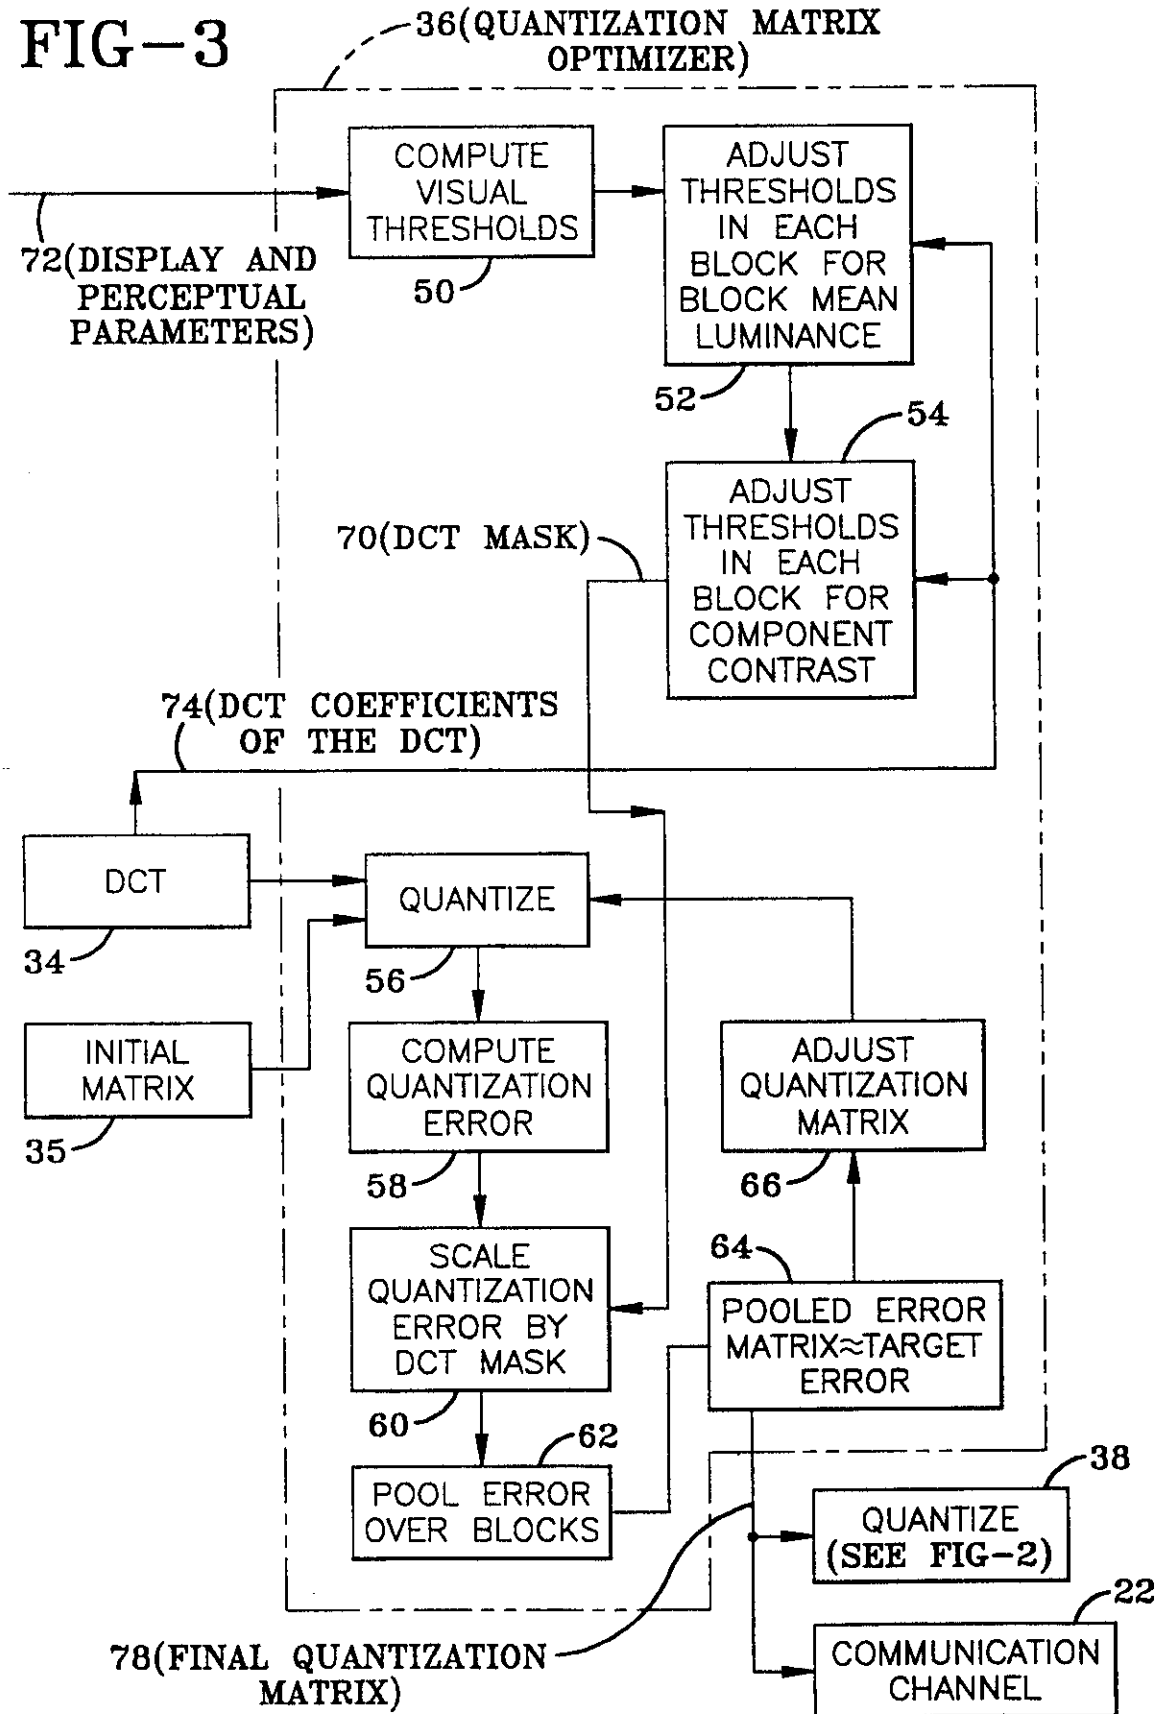 FIG-3
36(QUANTIZATION MATRIX
OPTIMIZER)
COMPUTE
VISUAL
THRESHOLDS
50
ADJUST
THRESHOLDS
IN EACH
BLOCK FOR
BLOCK MEAN
LUMINANCE
52
72(DISPLAY AND
PERCEPTUAL
PARAMETERS)
54
ADJUST
THRESHOLDS
IN EACH
BLOCK FOR
COMPONENT
CONTRAST
70(DCT MASK)
74(DCT COEFFICIENTS
OF THE DCT)
DCT
34
QUANTIZE
56
INITIAL
MATRIX
35
COMPUTE
QUANTIZATION
ERROR
58
ADJUST
QUANTIZATION
MATRIX
66
SCALE
QUANTIZATION
ERROR BY
DCT MASK
60
64
POOLED ERROR
MATRIX≈TARGET
ERROR
62
POOL ERROR
OVER BLOCKS
38
QUANTIZE
(SEE FIG-2)
22
COMMUNICATION
CHANNEL
78(FINAL QUANTIZATION
MATRIX)